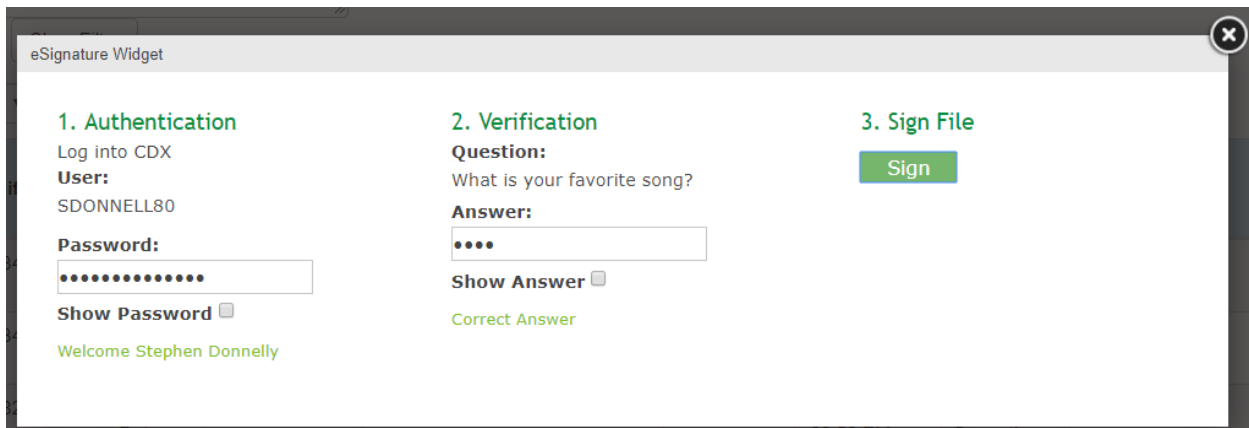 eSignature Widget
1. Authentication
Log into CDX
User:
SDONNELL80
Password:
••••••••••••••
Show Password
Welcome Stephen Donnelly
2. Verification
Question:
What is your favorite song?
Answer:
••••
Show Answer
Correct Answer
3. Sign File
Sign